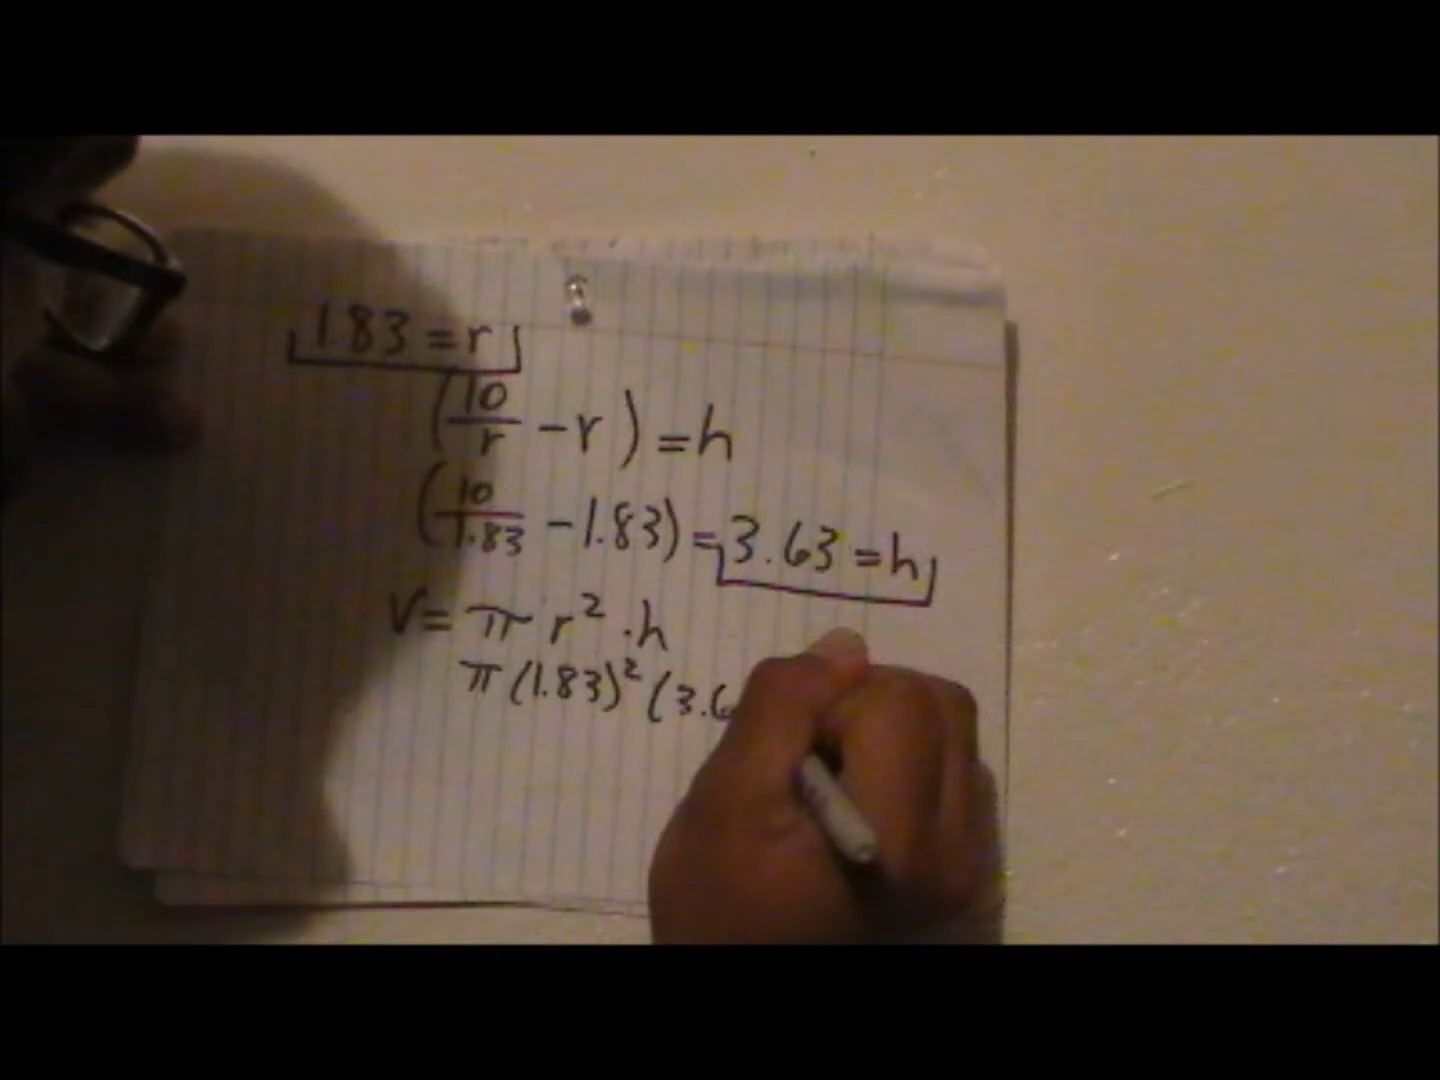 1.83 = r
(10/r - r) = h
(10/1.83 - 1.83) = 3.63 = h
V = π r² · h
π (1.83)² (3.6